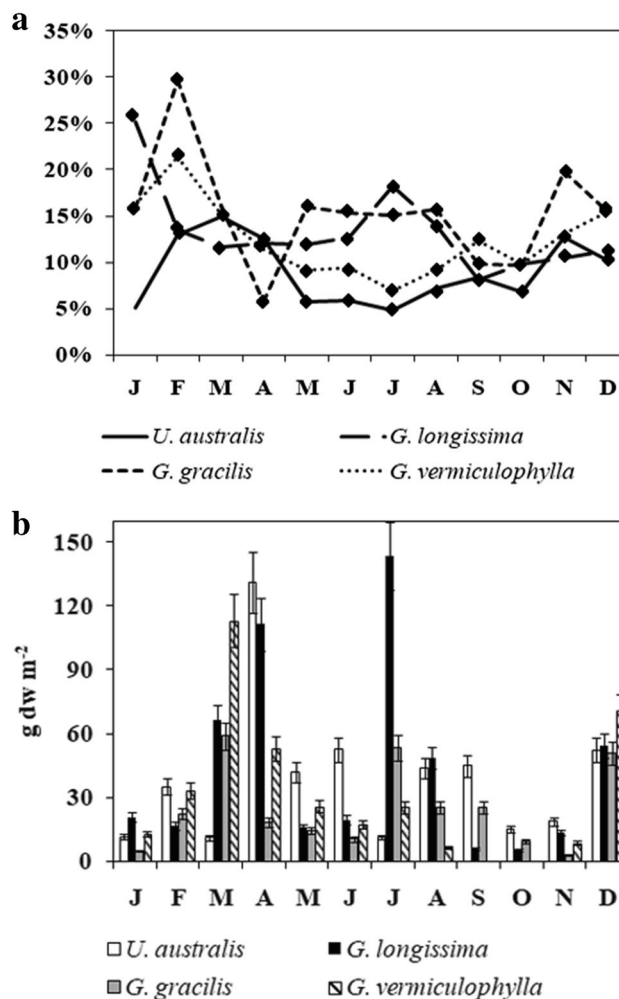 a
35%
30%
25%
20%
15%
10%
5%
0%
J F M A M J J A S O N D
U. australis G. longissima
G. gracilis G. vermiculophylla
b
g dw m-2
150
120
90
60
30
0
J F M A M J J A S O N D
U. australis G. longissima
G. gracilis G. vermiculophylla